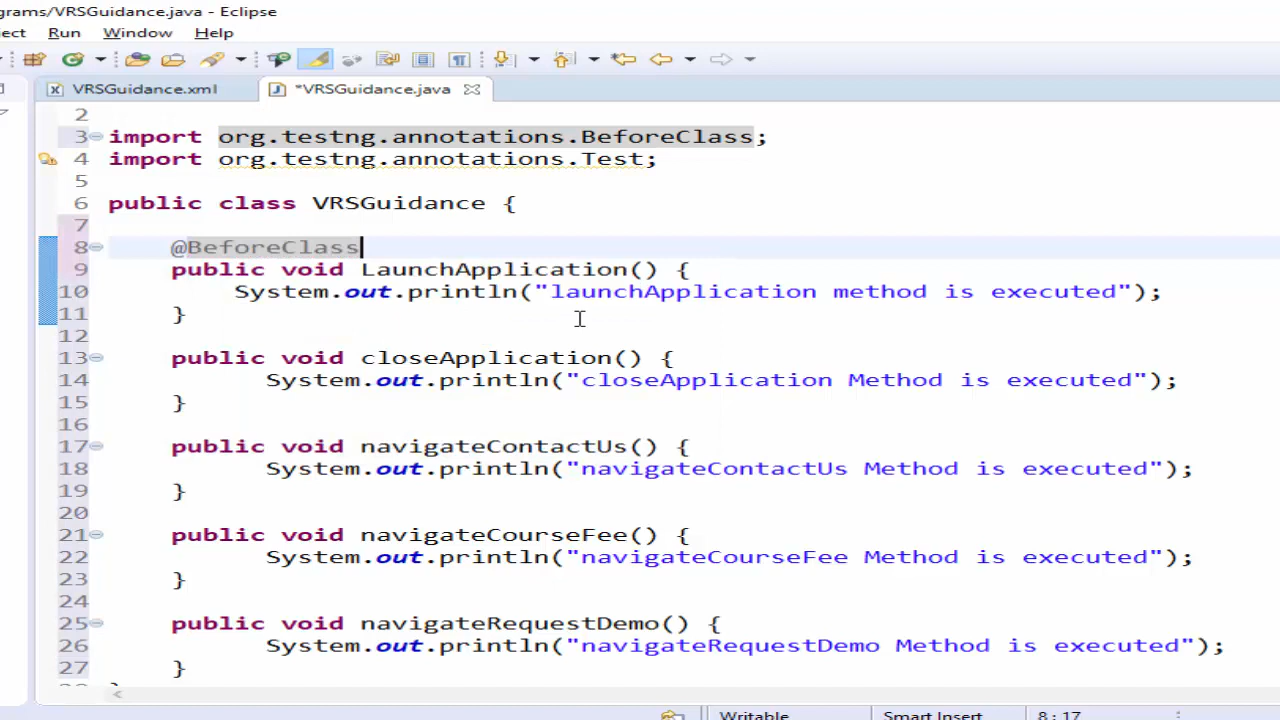 grams/VRSGuidance.java - Eclipse
ect Run Window Help
VRSGuidance.xml *VRSGuidance.java
2
3 import org.testng.annotations.BeforeClass;
4 import org.testng.annotations.Test;
5
6 public class VRSGuidance {
7
8 @BeforeClass
9 public void LaunchApplication() {
10 System.out.println("launchApplication method is executed");
11 }
12
13 public void closeApplication() {
14 System.out.println("closeApplication Method is executed");
15 }
16
17 public void navigateContactUs() {
18 System.out.println("navigateContactUs Method is executed");
19 }
20
21 public void navigateCourseFee() {
22 System.out.println("navigateCourseFee Method is executed");
23 }
24
25 public void navigateRequestDemo() {
26 System.out.println("navigateRequestDemo Method is executed");
27 }
Writable Smart Insert 8:17